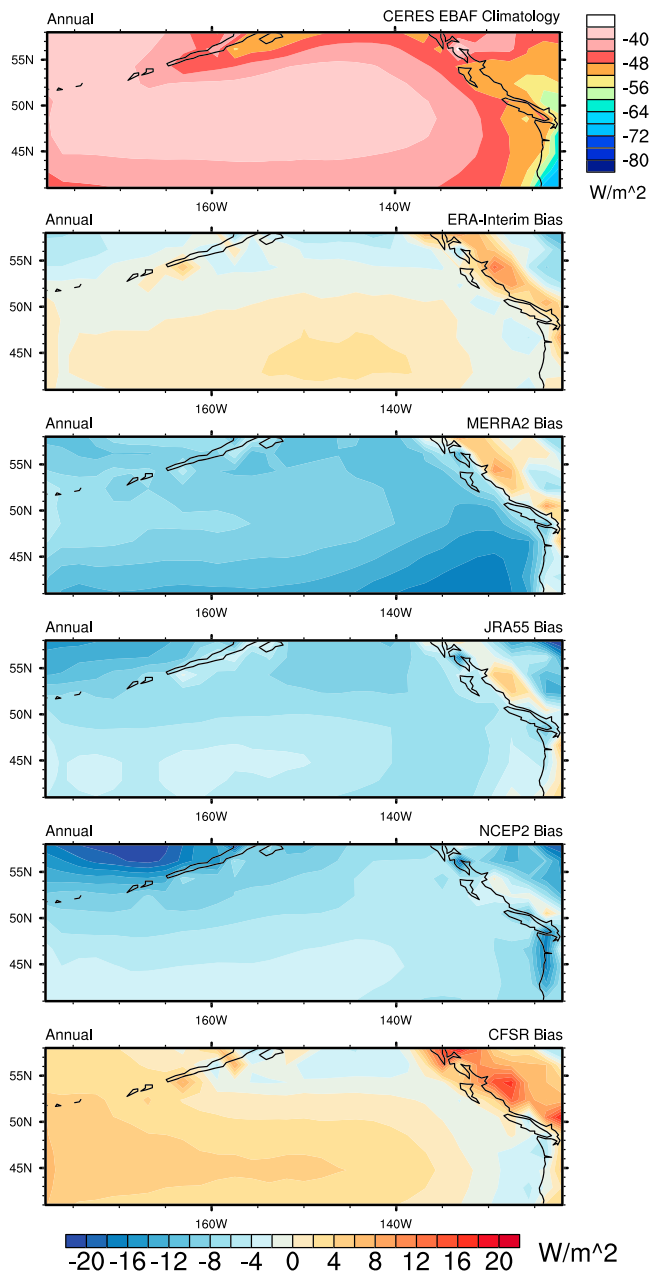 Annual CERES EBAF Climatology
-40
55N
-48
50N
-56
-64
45N
-72
-80
160W 140W
W/m^2
Annual ERA-Interim Bias
55N
50N
45N
160W 140W
Annual MERRA2 Bias
55N
50N
45N
160W 140W
Annual JRA55 Bias
55N
50N
45N
160W 140W
Annual NCEP2 Bias
55N
50N
45N
160W 140W
Annual CFSR Bias
55N
50N
45N
160W 140W
-20 -16 -12 -8 -4 0 4 8 12 16 20 W/m^2